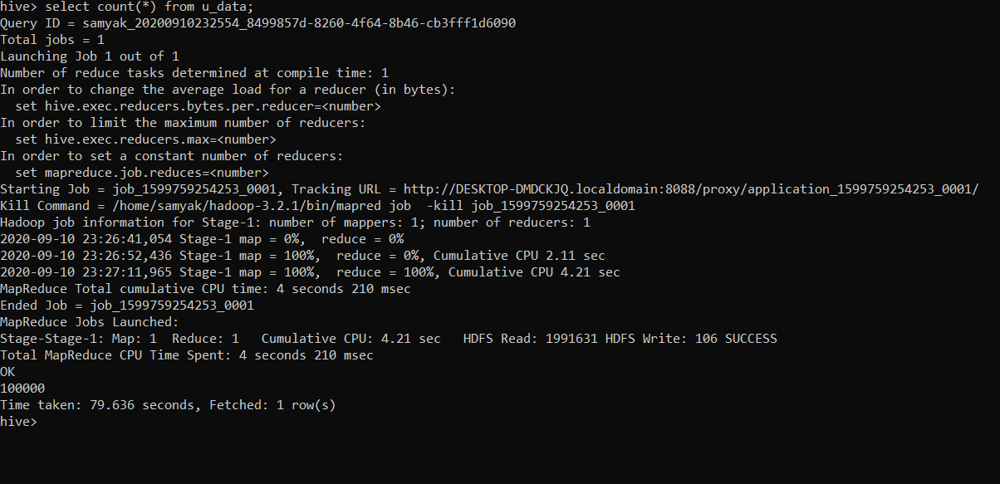 hive> select count(*) from u_data;
Query ID = samyak_20200910232554_8499857d-8260-4f64-8b46-cb3fff1d6090
Total jobs = 1
Launching Job 1 out of 1
Number of reduce tasks determined at compile time: 1
In order to change the average load for a reducer (in bytes):
  set hive.exec.reducers.bytes.per.reducer=<number>
In order to limit the maximum number of reducers:
  set hive.exec.reducers.max=<number>
In order to set a constant number of reducers:
  set mapreduce.job.reduces=<number>
Starting Job = job_1599759254253_0001, Tracking URL = http://DESKTOP-DMDCKJQ.localdomain:8088/proxy/application_1599759254253_0001/
Kill Command = /home/samyak/hadoop-3.2.1/bin/mapred job  -kill job_1599759254253_0001
Hadoop job information for Stage-1: number of mappers: 1; number of reducers: 1
2020-09-10 23:26:41,054 Stage-1 map = 0%,  reduce = 0%
2020-09-10 23:26:52,436 Stage-1 map = 100%,  reduce = 0%, Cumulative CPU 2.11 sec
2020-09-10 23:27:11,965 Stage-1 map = 100%,  reduce = 100%, Cumulative CPU 4.21 sec
MapReduce Total cumulative CPU time: 4 seconds 210 msec
Ended Job = job_1599759254253_0001
MapReduce Jobs Launched:
Stage-Stage-1: Map: 1  Reduce: 1   Cumulative CPU: 4.21 sec   HDFS Read: 1991631 HDFS Write: 106 SUCCESS
Total MapReduce CPU Time Spent: 4 seconds 210 msec
OK
100000
Time taken: 79.636 seconds, Fetched: 1 row(s)
hive>